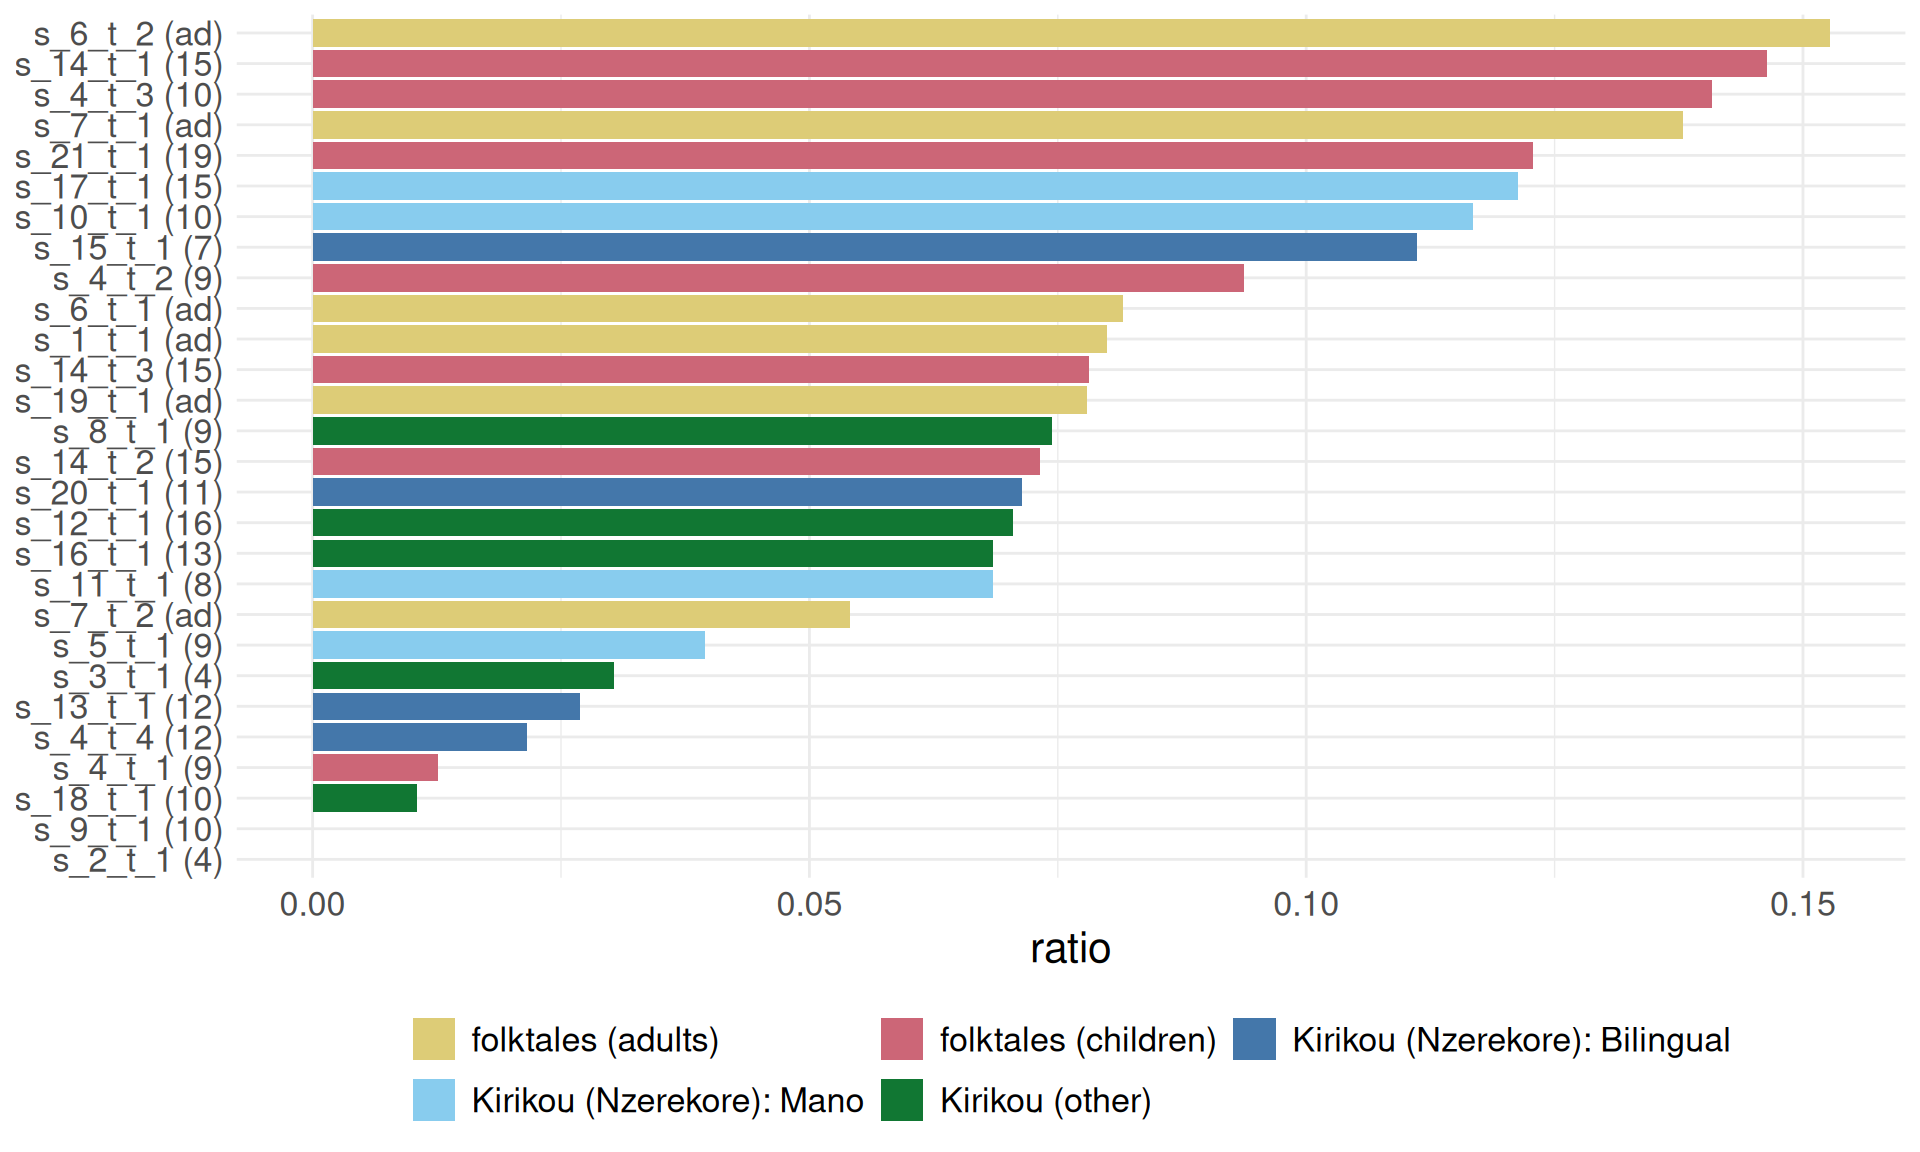 s_6_t_2 (ad)
s_14_t_1 (15)
s_4_t_3 (10)
s_7_t_1 (ad)
s_21_t_1 (19)
s_17_t_1 (15)
s_10_t_1 (10)
s_15_t_1 (7)
s_4_t_2 (9)
s_6_t_1 (ad)
s_1_t_1 (ad)
s_14_t_3 (15)
s_19_t_1 (ad)
s_8_t_1 (9)
s_14_t_2 (15)
s_20_t_1 (11)
s_12_t_1 (16)
s_16_t_1 (13)
s_11_t_1 (8)
s_7_t_2 (ad)
s_5_t_1 (9)
s_3_t_1 (4)
s_13_t_1 (12)
s_4_t_4 (12)
s_4_t_1 (9)
s_18_t_1 (10)
s_9_t_1 (10)
s_2_t_1 (4)
0.00 0.05 0.10 0.15
ratio
folktales (adults) folktales (children) Kirikou (Nzerekore): Bilingual
Kirikou (Nzerekore): Mano Kirikou (other)